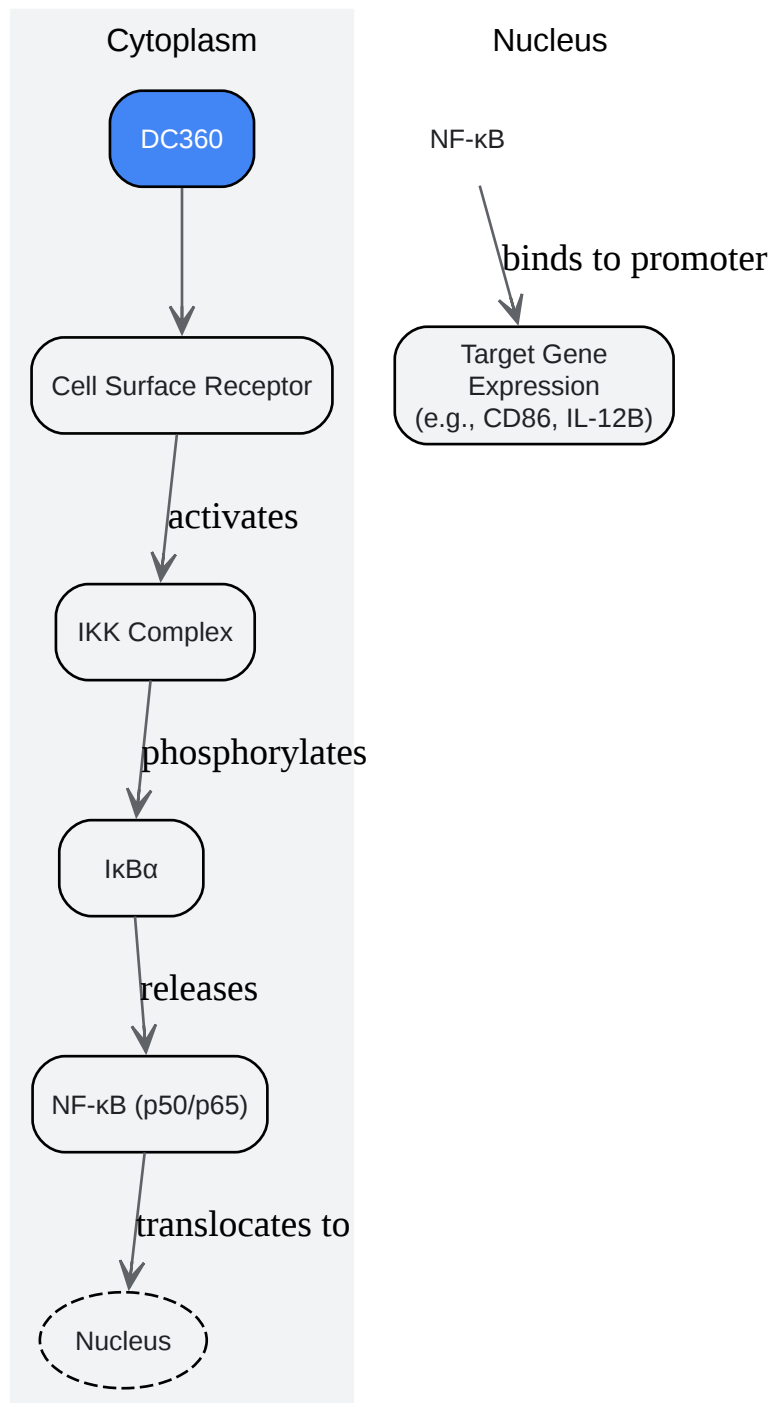 Cytoplasm
DC360
Cell Surface Receptor
activates
IKK Complex
phosphorylates
IκBα
releases
NF-κB (p50/p65)
translocates to
Nucleus
Nucleus
NF-κB
binds to promoter
Target Gene
Expression
(e.g., CD86, IL-12B)